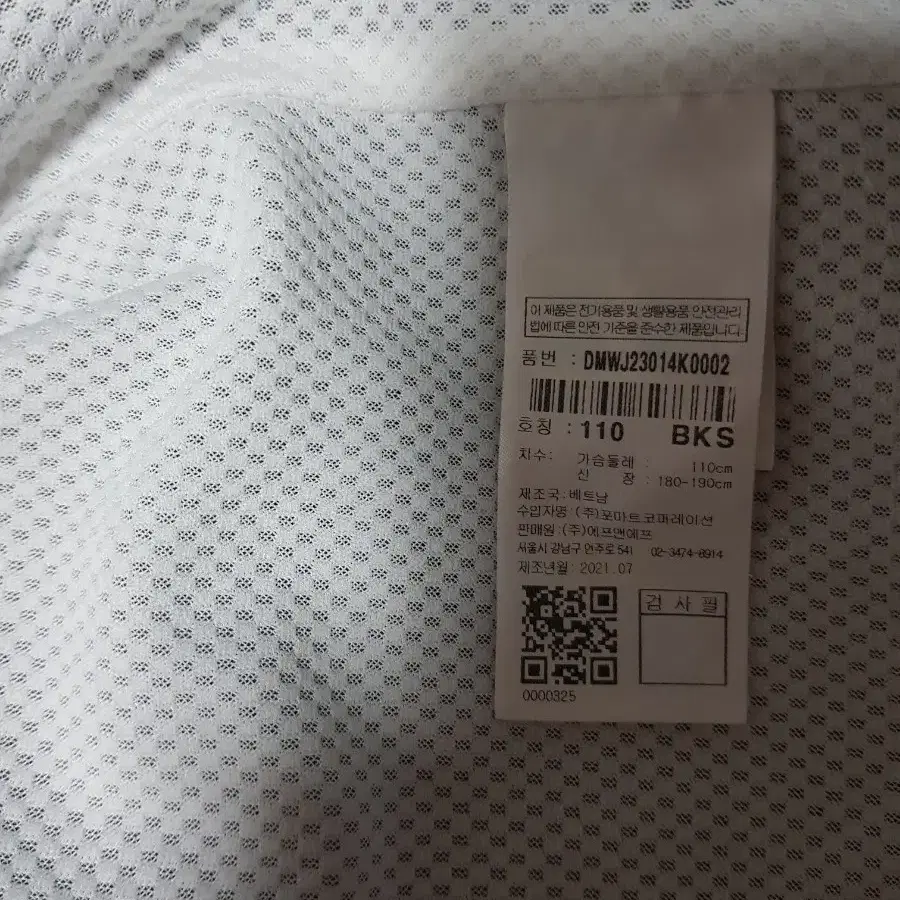 이 제품은 전기용품 및 생활용품 안전관리
법에 따른 안전 기준을 준수한 제품입니다.
품번 : DMWJ23014K0002
호칭 : 110 BKS
치수: 가슴둘레 : 110cm
신 장 : 180-190cm
제조국: 베트남
수입자명 : (주)포마트코퍼레이션
판매원 : (주)에프앤에프
서울시 강남구 언주로 541 02-3474-8914
제조년월 : 2021.07
검 사 필
0000325